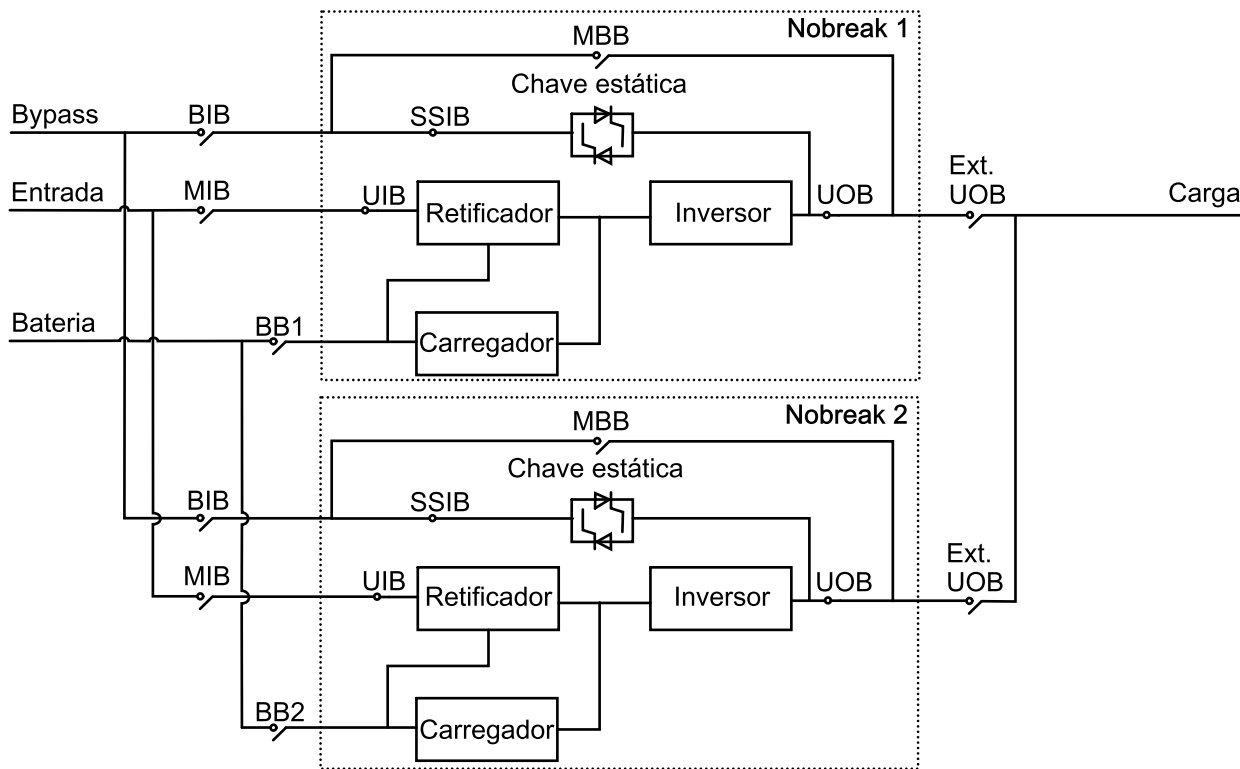 Nobreak 1
MBB
Chave estática
Bypass
BIB
SSIB
Entrada
MIB
UIB
Retificador
Inversor
UOB
Ext.
UOB
Carga
Bateria
BB1
Carregador
Nobreak 2
MBB
Chave estática
BIB
SSIB
MIB
UIB
Retificador
Inversor
UOB
Ext.
UOB
BB2
Carregador